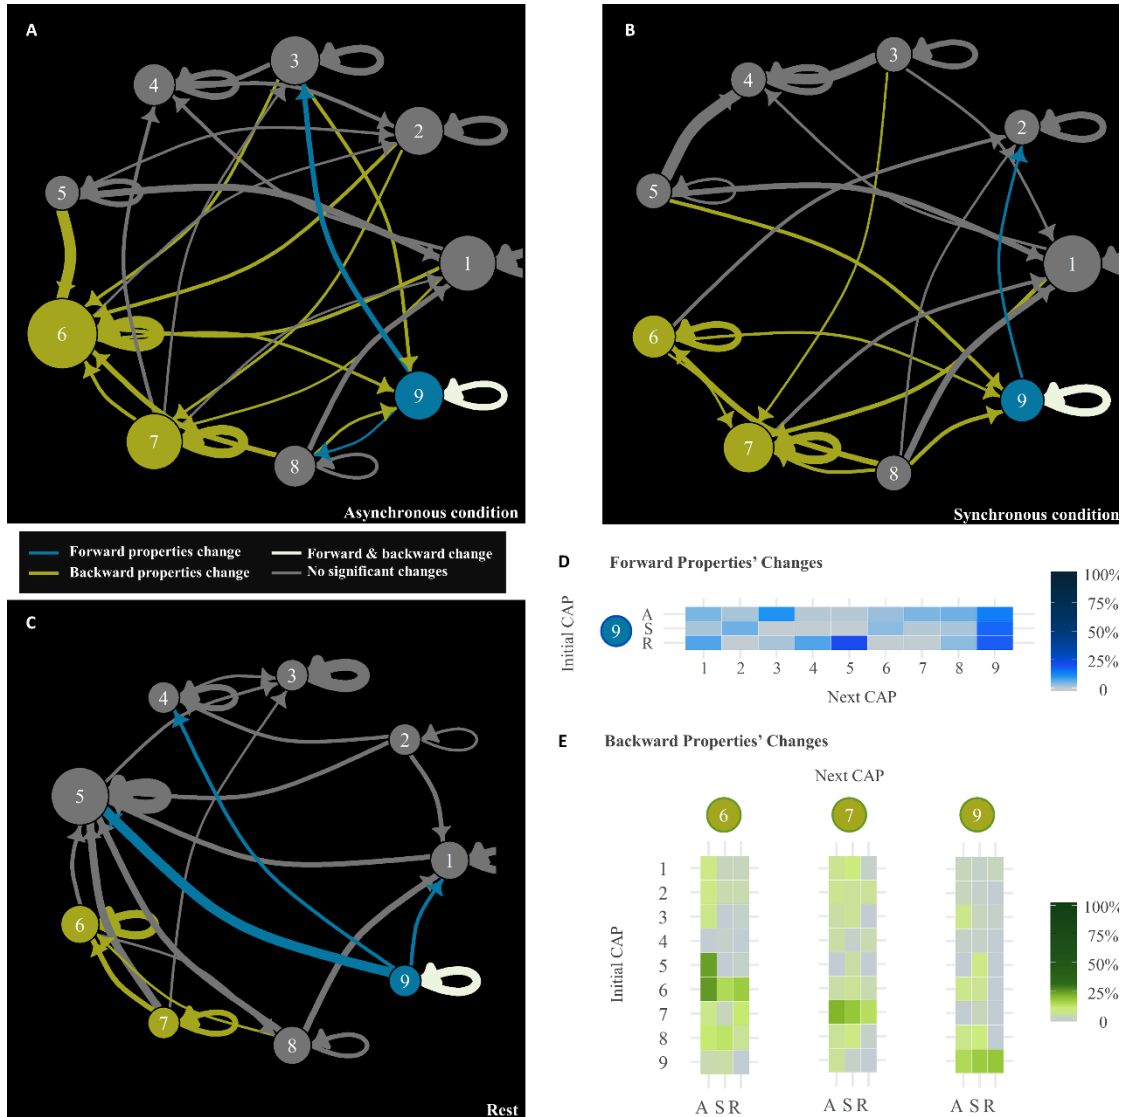 A
3
4
2
5
1
6
9
7
8
Asynchronous condition
B
3
4
2
5
1
6
9
7
8
Synchronous condition
Forward properties change
Forward & backward change
Backward properties change
No significant changes
C
3
4
2
5
1
6
9
7
8
Rest
D Forward Properties' Changes
Initial CAP
9
A
S
R
1 2 3 4 5 6 7 8 9
Next CAP
100%
75%
50%
25%
0
E Backward Properties' Changes
Next CAP
6 7 9
Initial CAP
1
2
3
4
5
6
7
8
9
A S R A S R A S R
100%
75%
50%
25%
0